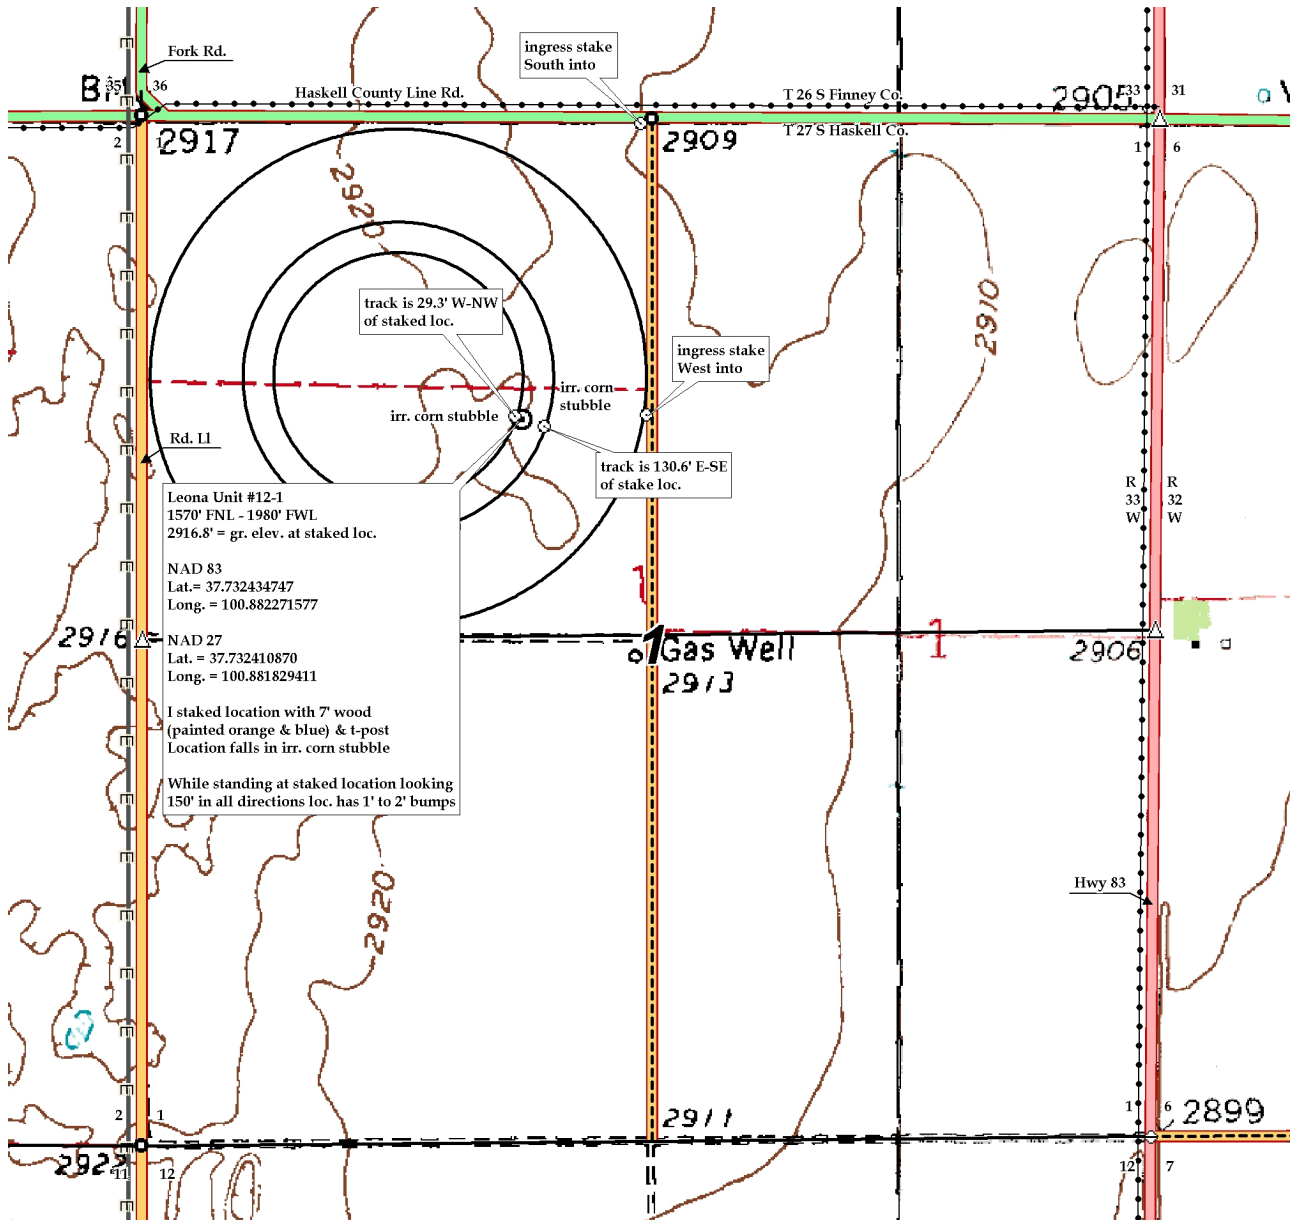 ingress stake
South into
Fork Rd.
35
36
Haskell County Line Rd.
T 26 S Finney Co.
2905
33
31
T 27 S Haskell Co.
2
1
2917
2909
1
6
2920
2910
track is 29.3' W-NW
of staked loc.
ingress stake
West into
irr. corn
stubble
irr. corn stubble
Rd. L1
track is 130.6' E-SE
of stake loc.
R
33
W
R
32
W
Leona Unit #12-1
1570' FNL - 1980' FWL
2916.8' = gr. elev. at staked loc.
NAD 83
Lat.= 37.732434747
Long. = 100.882271577
NAD 27
Lat. = 37.732410870
Long. = 100.881829411
I staked location with 7' wood
(painted orange & blue) & t-post
Location falls in irr. corn stubble
While standing at staked location looking
150' in all directions loc. has 1' to 2' bumps
2916
1
1
Gas Well
1
2906
2913
2920
Hwy 83
2
1
2911
1
6
2899
2922
11
12
12
7